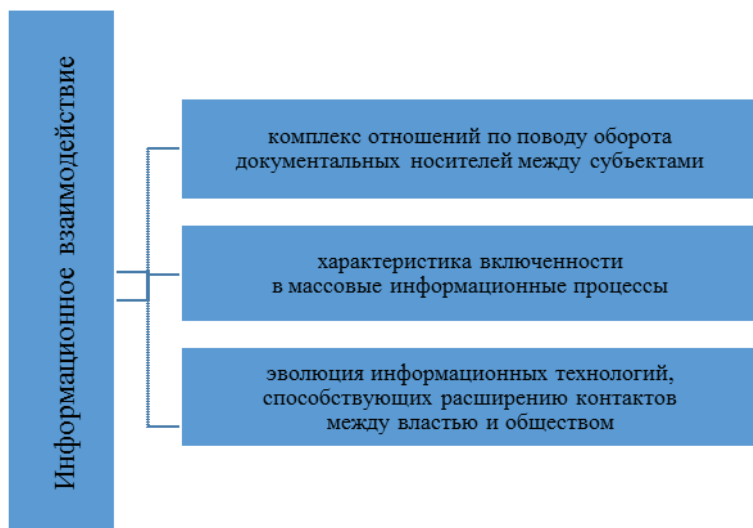 Информационное взаимодействие
комплекс отношений по поводу оборота
документальных носителей между субъектами
характеристика включенности
в массовые информационные процессы
эволюция информационных технологий,
способствующих расширению контактов
между властью и обществом